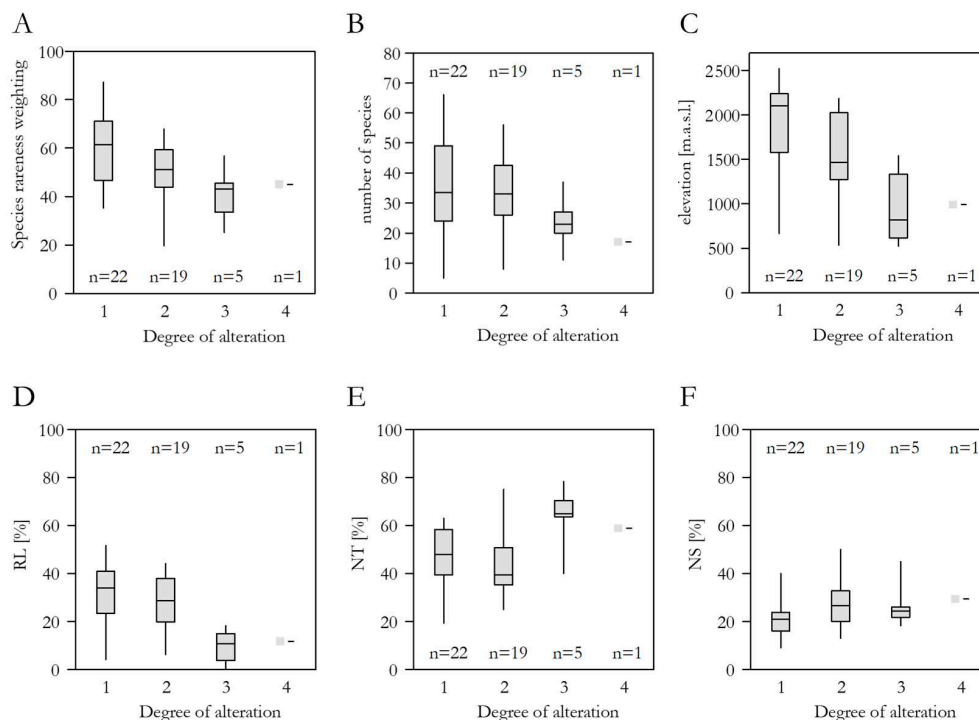 A
Species rareness weighting
100
80
60
40
20
0
n=22 n=19 n=5 n=1
1 2 3 4
Degree of alteration
B
number of species
80
70
60
50
40
30
20
10
0
n=22 n=19 n=5 n=1
1 2 3 4
Degree of alteration
C
elevation [m.a.s.l.]
2500
2000
1500
1000
500
0
n=22 n=19 n=5 n=1
1 2 3 4
Degree of alteration
D
RL [%]
100
80
60
40
20
0
n=22 n=19 n=5 n=1
1 2 3 4
Degree of alteration
E
NT [%]
100
80
60
40
20
0
n=22 n=19 n=5 n=1
1 2 3 4
Degree of alteration
F
NS [%]
100
80
60
40
20
0
n=22 n=19 n=5 n=1
1 2 3 4
Degree of alteration